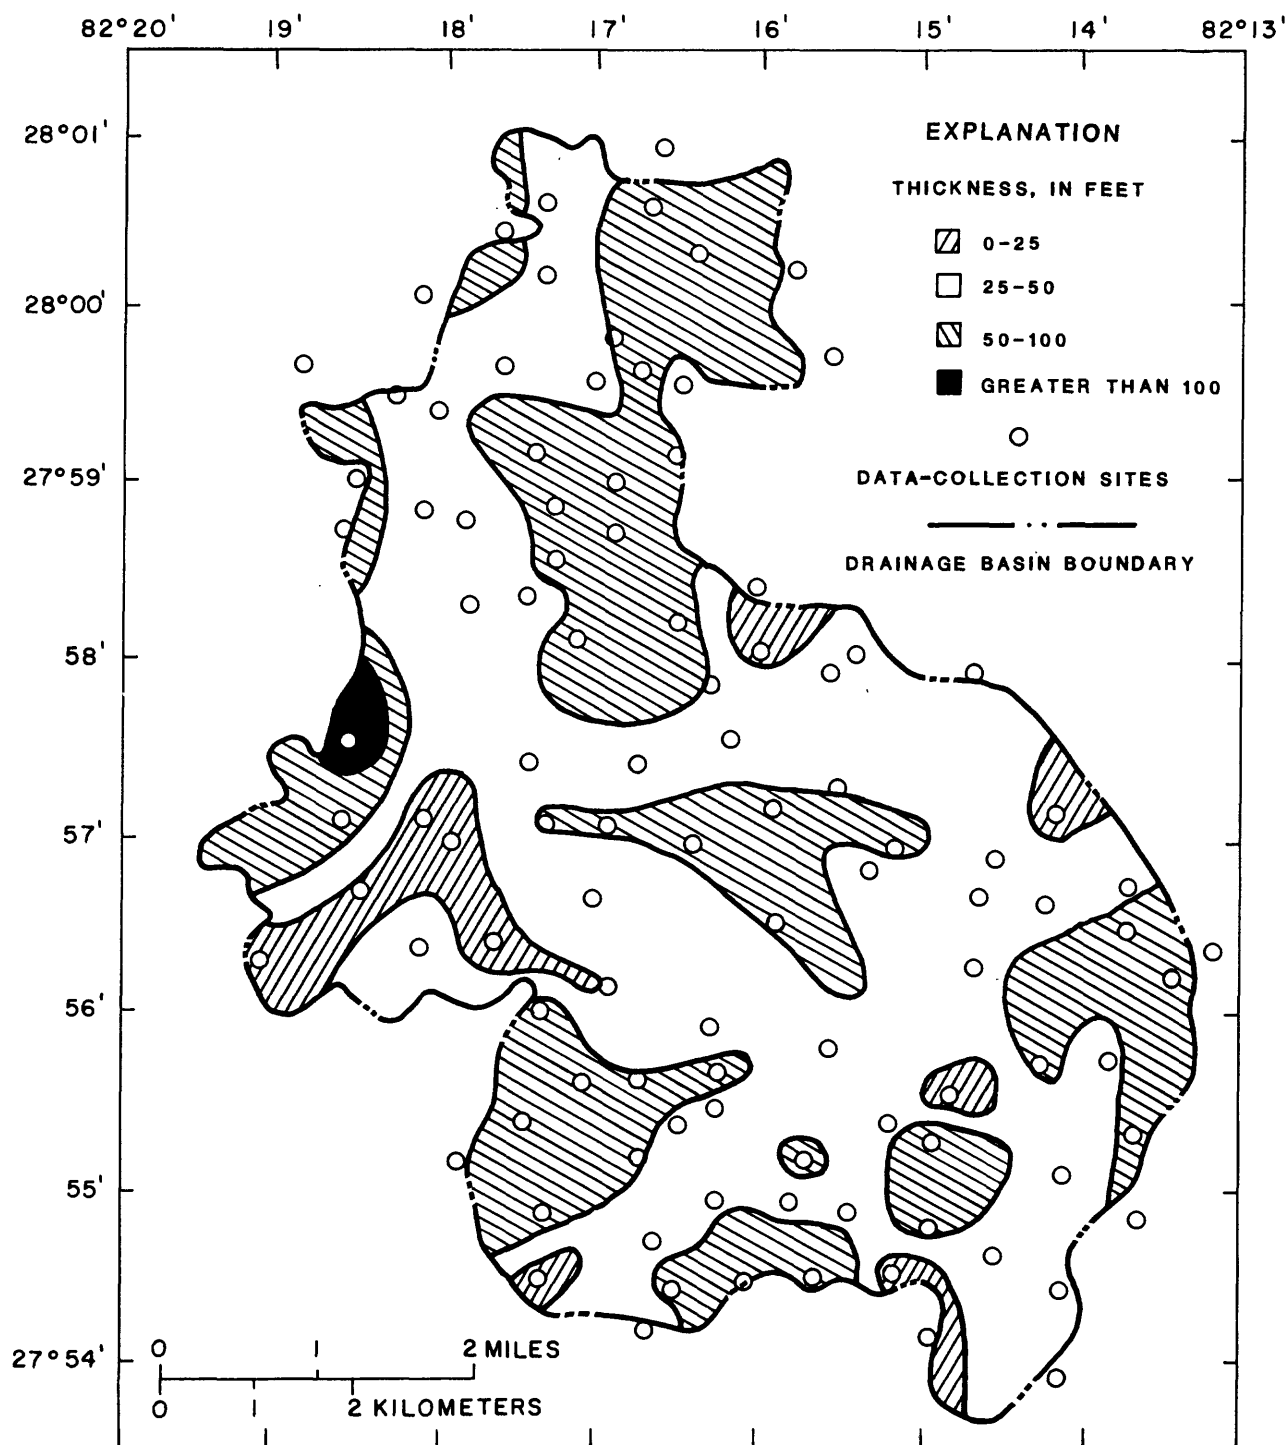 82°20' 19' 18' 17' 16' 15' 14' 82°13'
28°01'
EXPLANATION
THICKNESS, IN FEET
0-25
25-50
28°00'
50-100
GREATER THAN 100
27°59'
DATA-COLLECTION SITES
DRAINAGE BASIN BOUNDARY
58'
57'
56'
55'
27°54'
0 1 2 MILES
0 1 2 KILOMETERS